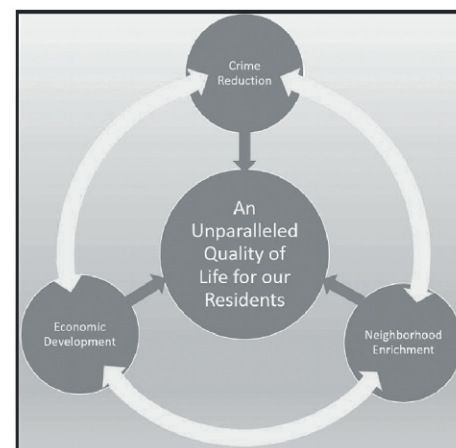 Crime
Reduction
An
Unparalleled
Quality of
Life for our
Residents
Economic
Development
Neighborhood
Enrichment